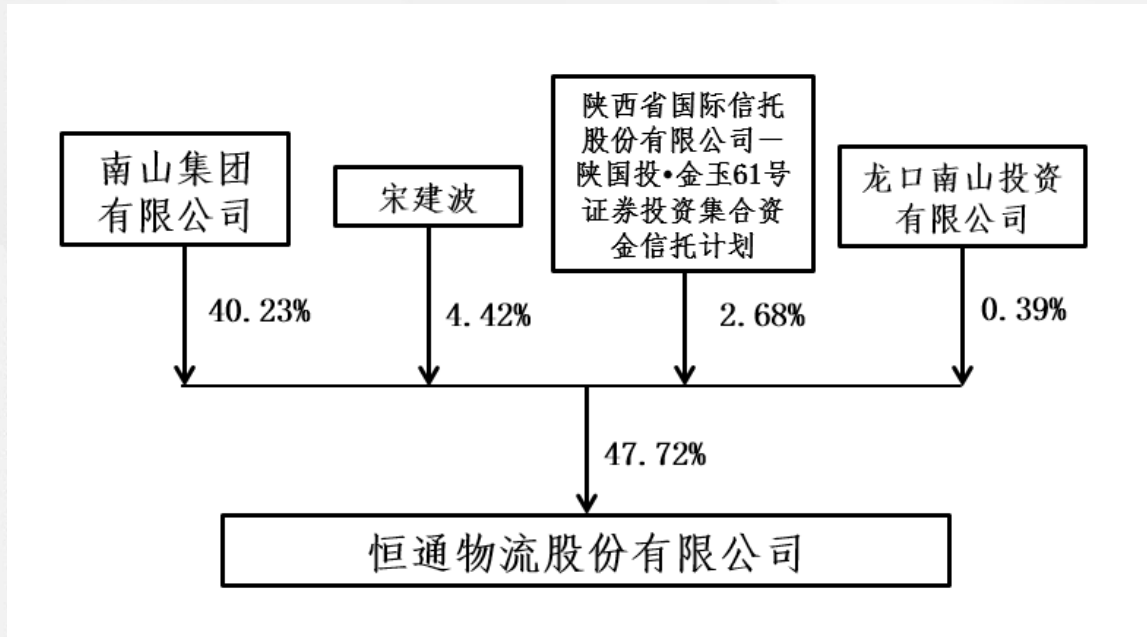 南山集团
有限公司
宋建波
陕西省国际信托
股份有限公司—
陕国投•金玉61号
证券投资集合资
金信托计划
龙口南山投资
有限公司
40.23%
4.42%
2.68%
0.39%
47.72%
恒通物流股份有限公司